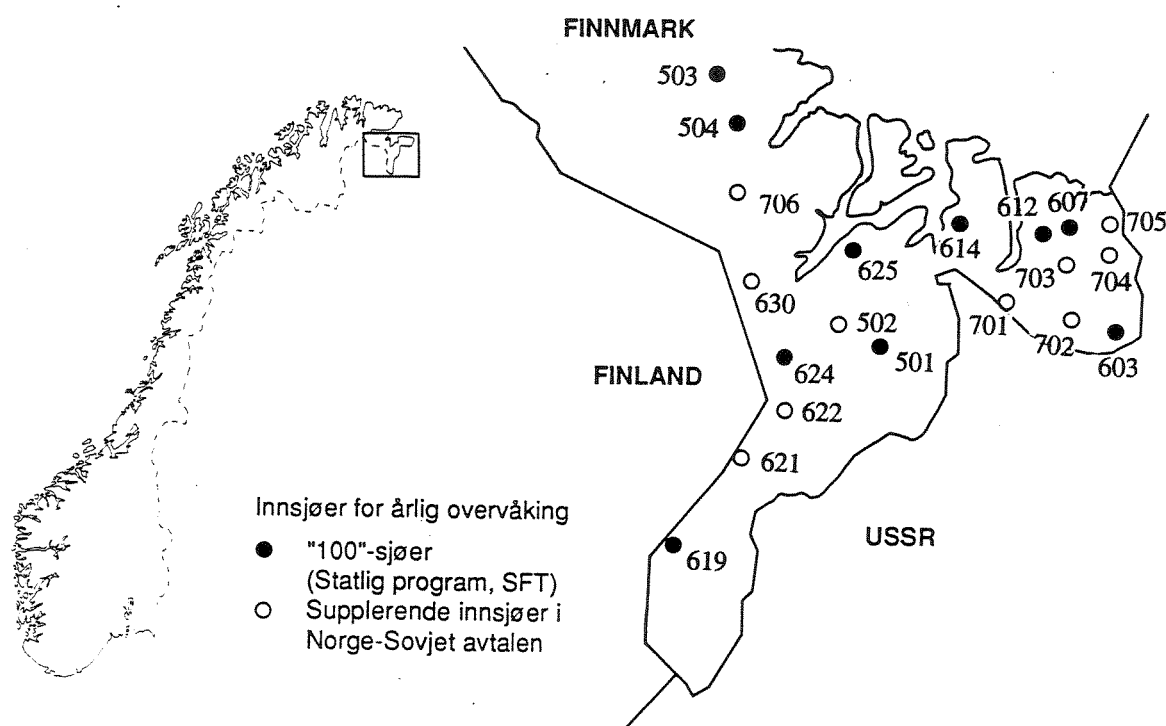 FINNMARK
503
504
706
612
607
705
614
625
703
704
630
701
502
702
501
603
FINLAND
624
622
621
USSR
619
Innsjøer for årlig overvåking
"100"-sjøer
(Statlig program, SFT)
Supplerende innsjøer i
Norge-Sovjet avtalen